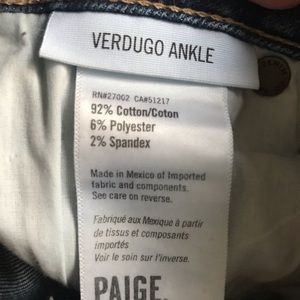 VERDUGO ANKLE
RN#27002 CA#51217
92% Cotton/Coton
6% Polyester
2% Spandex
Made in Mexico of Imported
fabric and components.
See care on reverse.
Fabriqué aux Mexique à partir
de tissus et composants
importés
Voir le soin sur l'inverse.
PAIGE.